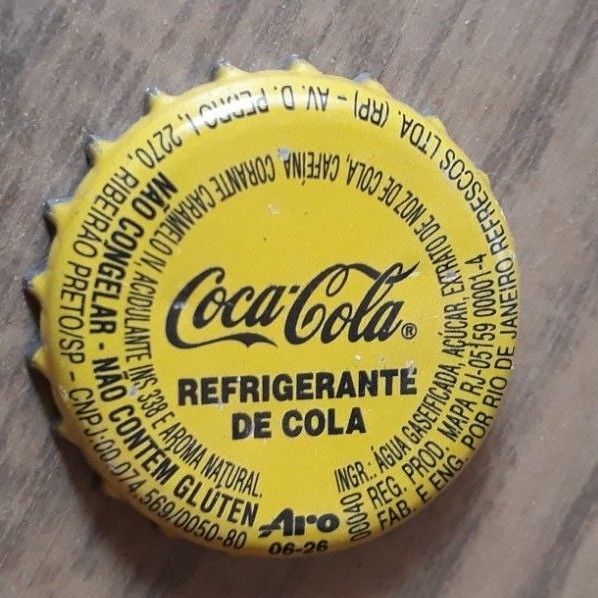 Coca-Cola®
REFRIGERANTE
DE COLA
INGR.: ÁGUA GASEIFICADA, AÇÚCAR, EXTRATO DE NOZ DE COLA, CAFEÍNA CORANTE CARAMELO IV ACIDULANTE INS 338 E AROMA NATURAL.
REG. PROD. MAPA RJ-05159 00001-4
NÃO CONGELAR - NÃO CONTEM GLÚTEN
FAB. E ENG. POR RIO DE JANEIRO REFRESCOS LTDA. (RP) - AV. D. PEDRO I, 2270, RIBEIRÃO PRETO/SP - CNPJ:00.074.569/0050-80
00040
Aro
06-26